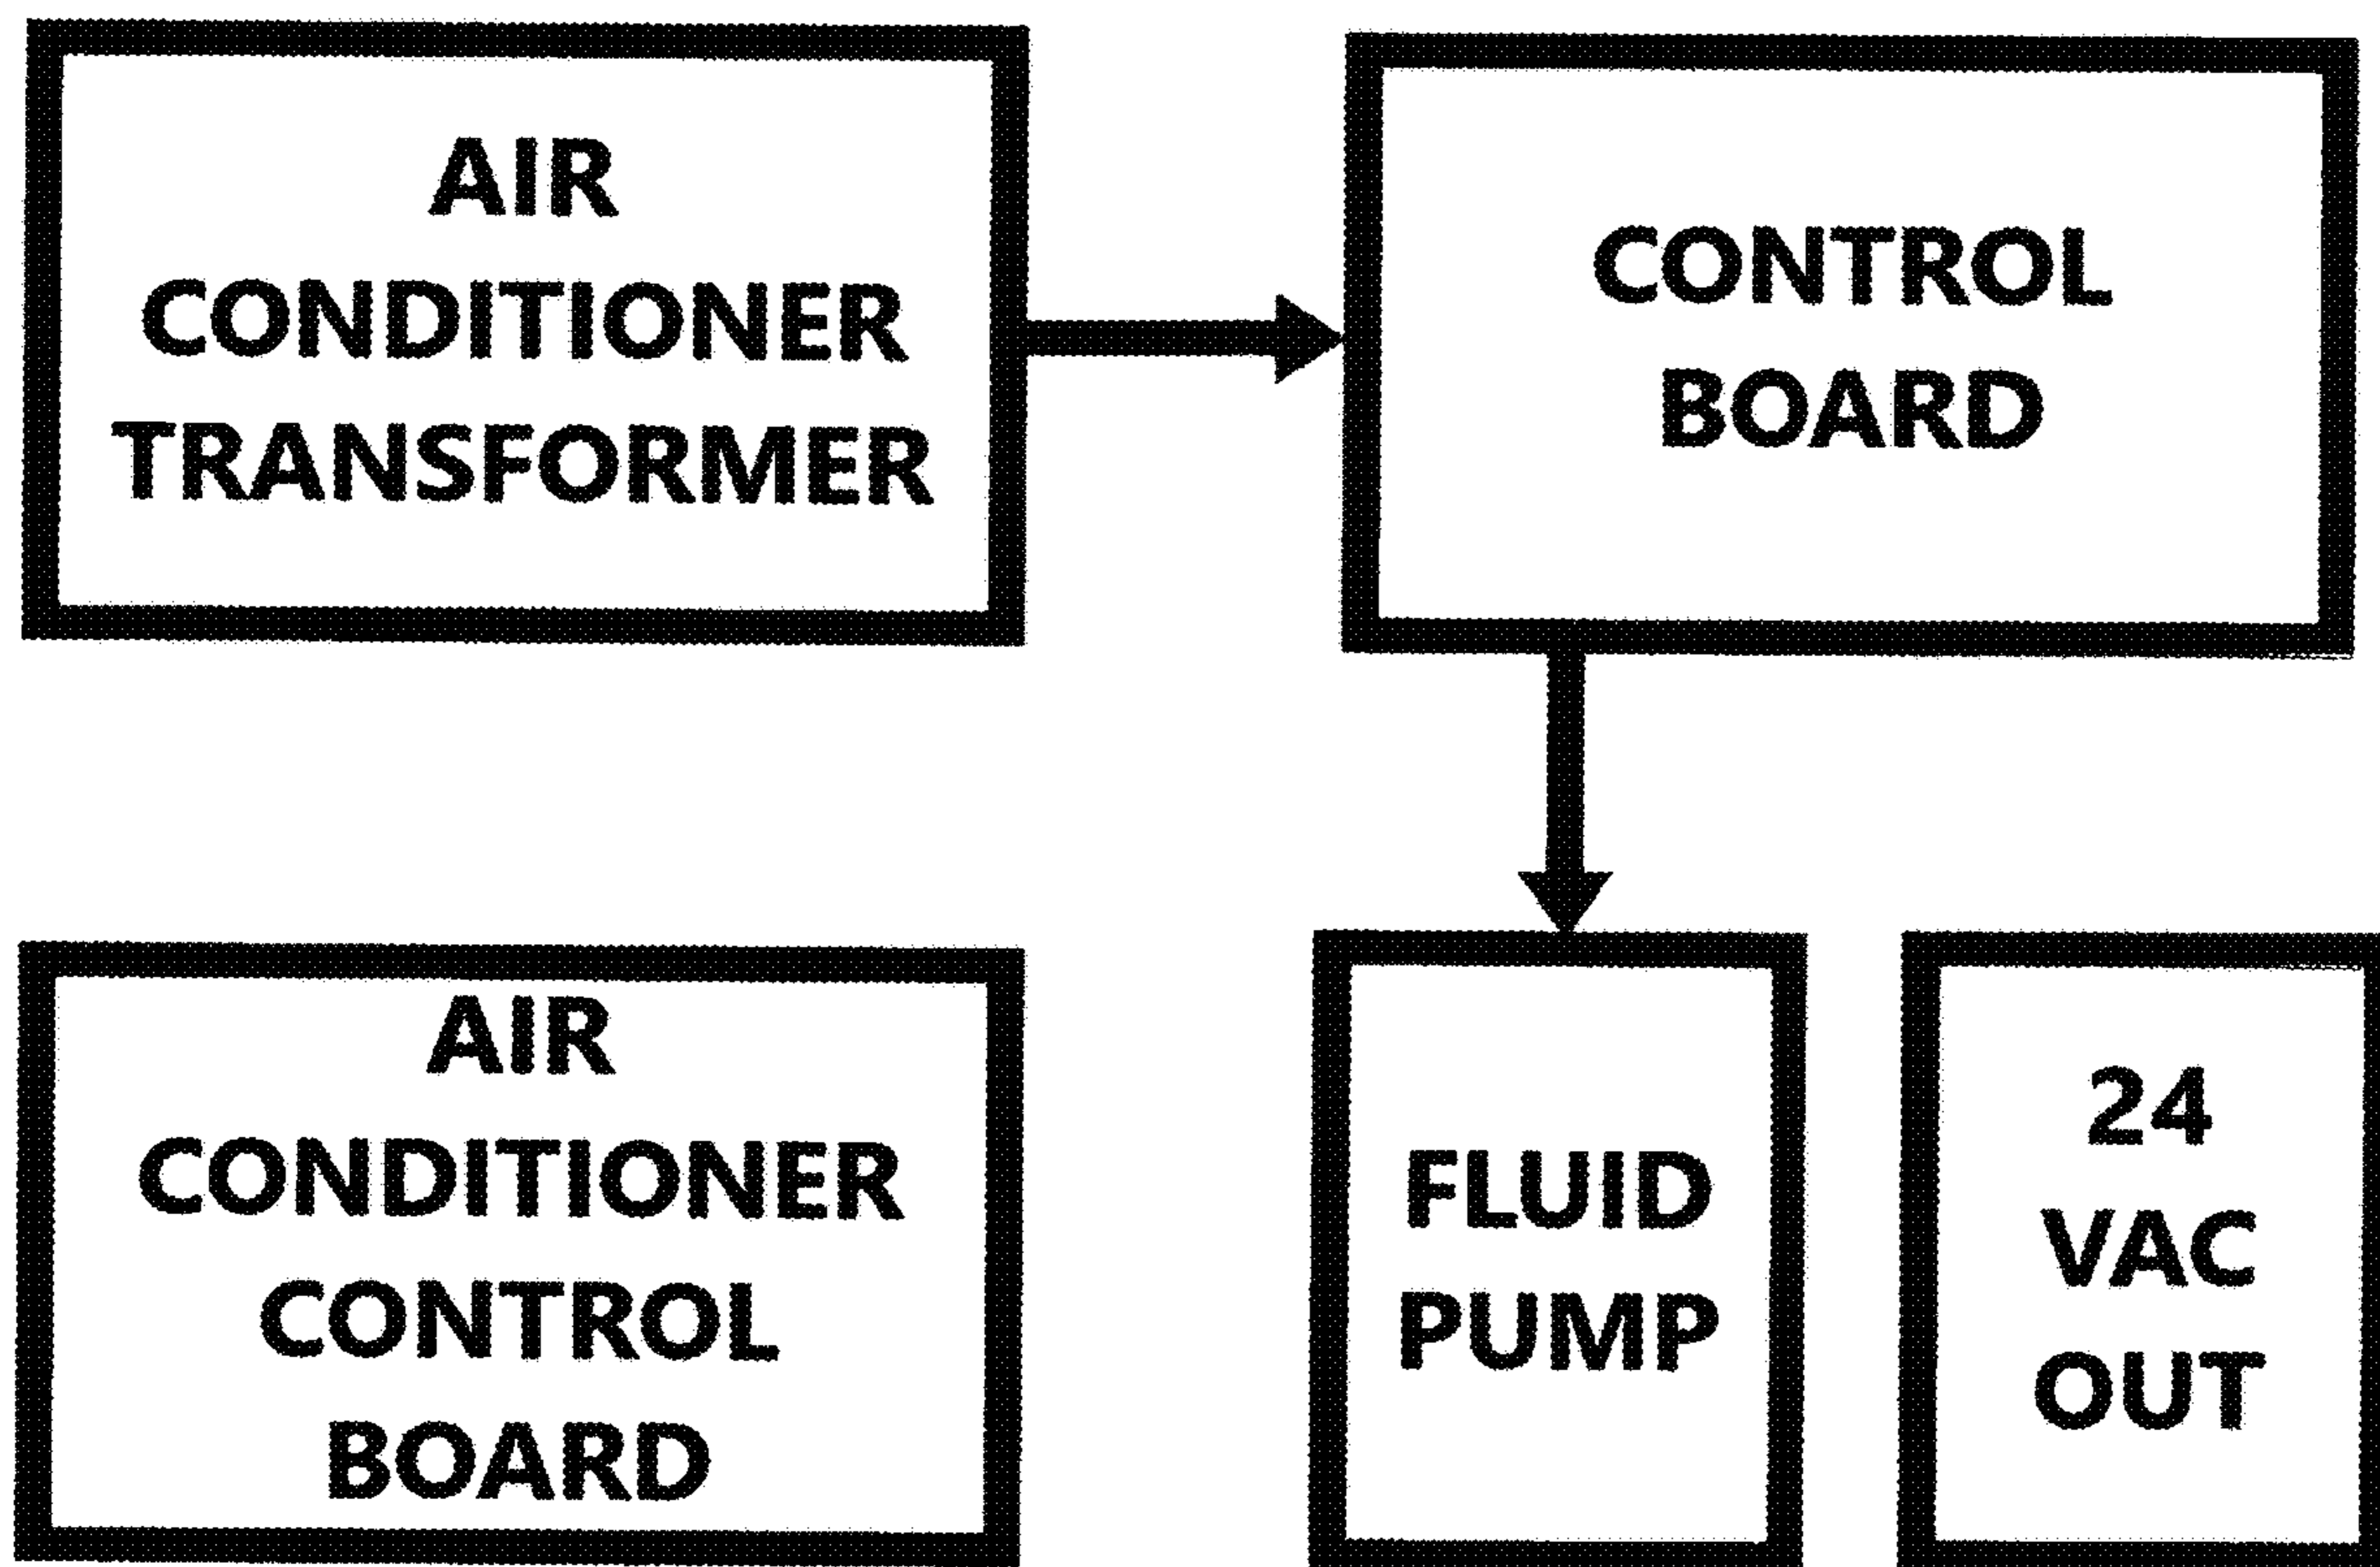 AIR
CONDITIONER
TRANSFORMER
CONTROL
BOARD
AIR
CONDITIONER
CONTROL
BOARD
FLUID
PUMP
24
VAC
OUT